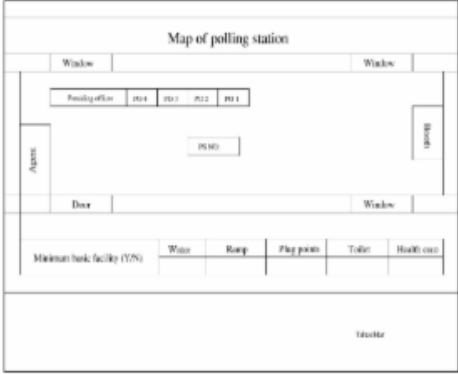 Map of polling station
Window Window
Presiding officer PO 4 PO 3 PO 2 PO 1
Booth
PS NO
Agent
Door Window
Minimum basic facility (Y/N) Water Ramp Plug points Toilet Health care